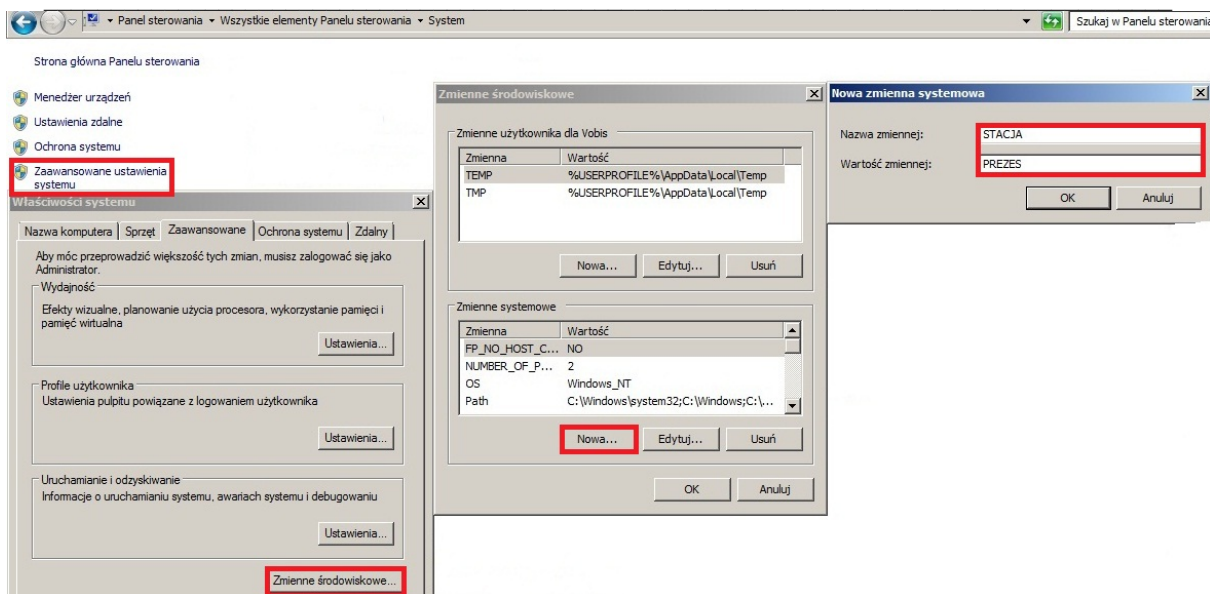 Panel sterowania Wszystkie elementy Panelu sterowania System
Szukaj w Panelu sterowania
Strona główna Panelu sterowania
Menedżer urządzeń
Ustawienia zdalne
Ochrona systemu
Zaawansowane ustawienia
systemu
Właściwości systemu
Nazwa komputera Sprzęt Zaawansowane Ochrona systemu Zdalny
Aby móc przeprowadzić większość tych zmian, musisz zalogować się jako
Administrator.
Wydajność
Efekty wizualne, planowanie użycia procesora, wykorzystanie pamięci i
pamięć wirtualna
Ustawienia...
Profile użytkownika
Ustawienia pulpitu powiązane z logowaniem użytkownika
Ustawienia...
Uruchamianie i odzyskiwanie
Informacje o uruchamianiu systemu, awariach systemu i debugowaniu
Ustawienia...
Zmienne środowiskowe...
Zmienne środowiskowe
Zmienne użytkownika dla Vobis
Zmienna Wartość
TEMP %USERPROFILE%\AppData\Local\Temp
TMP %USERPROFILE%\AppData\Local\Temp
Nowa... Edytuj... Usuń
Zmienne systemowe
Zmienna Wartość
FP_NO_HOST_C... NO
NUMBER_OF_P... 2
OS Windows_NT
Path C:\Windows\system32;C:\Windows;C:\...
Nowa... Edytuj... Usuń
OK Anuluj
Nowa zmienna systemowa
Nazwa zmiennej: STACJA
Wartość zmiennej: PREZES
OK Anuluj